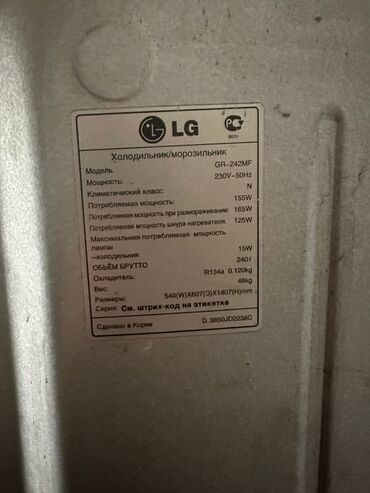 LG
PC
ME01
Холодильник/морозильник
Модель: GR-242MF
Мощность: 230V~50Hz
Климатический класс: N
Потребляемая мощность: 155W
Потребляемая мощность при размораживании: 165W
Потребляемая мощность шнура нагревателя. 125W
Максимальная потребляемая мощность
лампы
-холодильник 15W
ОБЪЁМ БРУТТО 240 l
Охладитель: R134a 0.120kg
Вес: 46kg
Размеры: 540(W)X607(D)X1407(H)mm
Серия: См. штрих-код на этикетке
Сделано в Корее D. 3850JD2238C